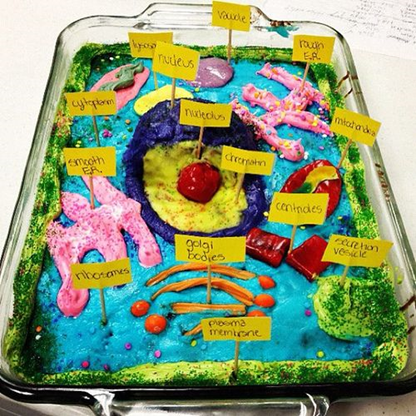 vacuole
lysosome
nucleus
rough
E.R.
cytoplasm
nucleolus
mitochondria
smooth
E.R.
chromatin
centrioles
golgi
bodies
secretion
vesicle
ribosomes
plasma
membrane